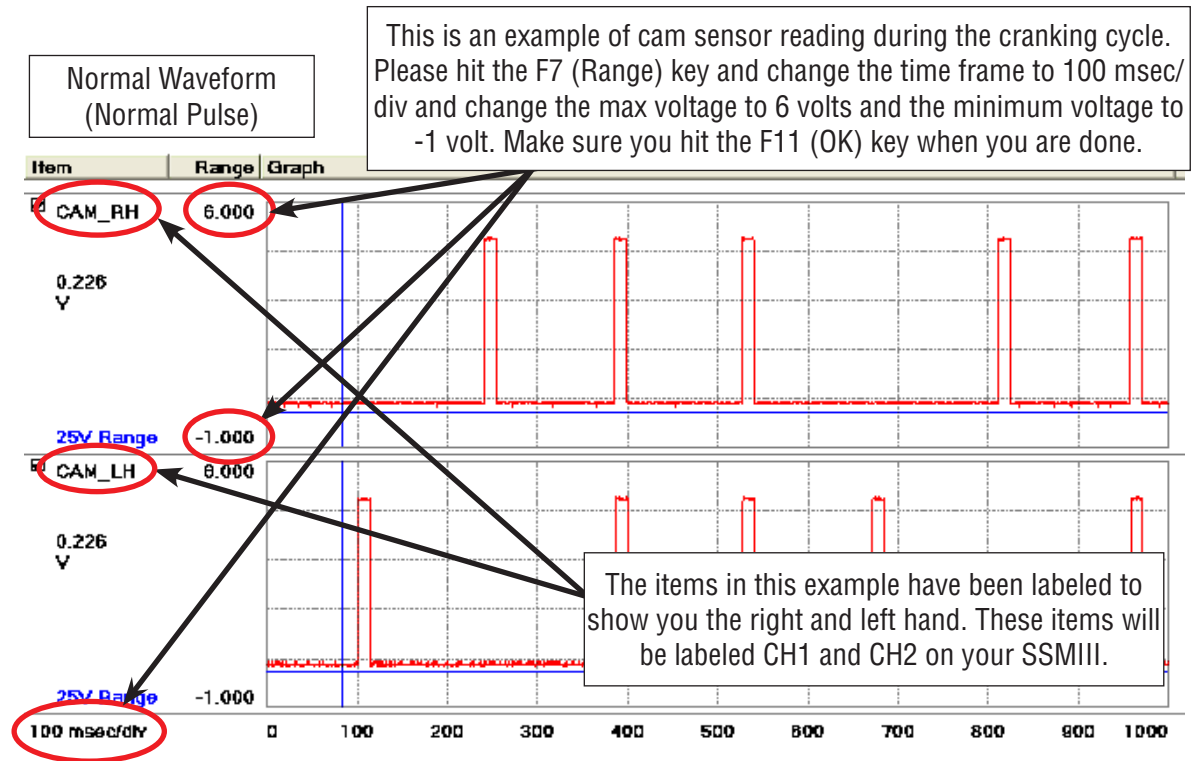 This is an example of cam sensor reading during the cranking cycle.
Please hit the F7 (Range) key and change the time frame to 100 msec/
div and change the max voltage to 6 volts and the minimum voltage to
-1 volt. Make sure you hit the F11 (OK) key when you are done.
Normal Waveform
(Normal Pulse)
Item Range Graph
CAM_RH 6.000
0.226
V
25V Range -1.000
CAM_LH 6.000
0.226
V
The items in this example have been labeled to
show you the right and left hand. These items will
be labeled CH1 and CH2 on your SSMIII.
25V Range -1.000
100 msec/div 0 100 200 300 400 500 600 700 800 900 1000